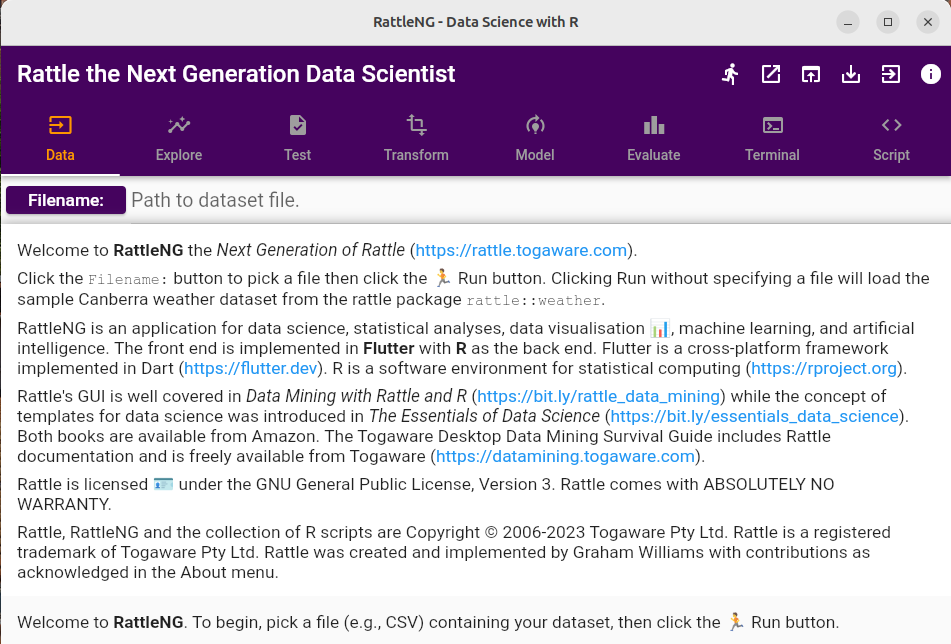 RattleNG - Data Science with R
Rattle the Next Generation Data Scientist
Data Explore Test Transform Model Evaluate Terminal Script
Filename: Path to dataset file.
Welcome to RattleNG the Next Generation of Rattle (https://rattle.togaware.com).
Click the Filename: button to pick a file then click the 🏃 Run button. Clicking Run without specifying a file will load the
sample Canberra weather dataset from the rattle package rattle::weather.
RattleNG is an application for data science, statistical analyses, data visualisation 📊, machine learning, and artificial
intelligence. The front end is implemented in Flutter with R as the back end. Flutter is a cross-platform framework
implemented in Dart (https://flutter.dev). R is a software environment for statistical computing (https://rproject.org).
Rattle's GUI is well covered in Data Mining with Rattle and R (https://bit.ly/rattle_data_mining) while the concept of
templates for data science was introduced in The Essentials of Data Science (https://bit.ly/essentials_data_science).
Both books are available from Amazon. The Togaware Desktop Data Mining Survival Guide includes Rattle
documentation and is freely available from Togaware (https://datamining.togaware.com).
Rattle is licensed 🪪 under the GNU General Public License, Version 3. Rattle comes with ABSOLUTELY NO
WARRANTY.
Rattle, RattleNG and the collection of R scripts are Copyright © 2006-2023 Togaware Pty Ltd. Rattle is a registered
trademark of Togaware Pty Ltd. Rattle was created and implemented by Graham Williams with contributions as
acknowledged in the About menu.
Welcome to RattleNG. To begin, pick a file (e.g., CSV) containing your dataset, then click the 🏃 Run button.